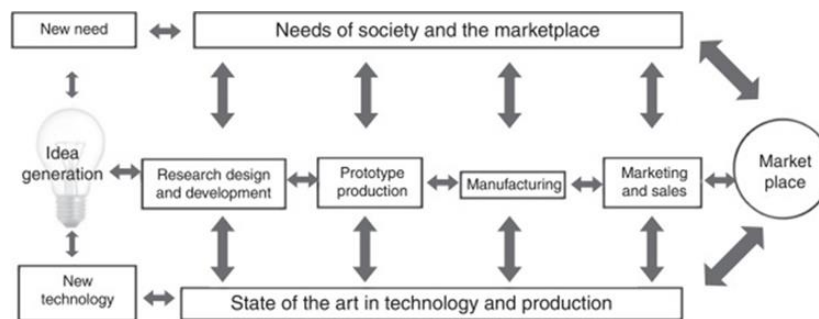 New need
Needs of society and the marketplace
Idea
generation
Research design
and development
Prototype
production
Manufacturing
Marketing
and sales
Market
place
New
technology
State of the art in technology and production